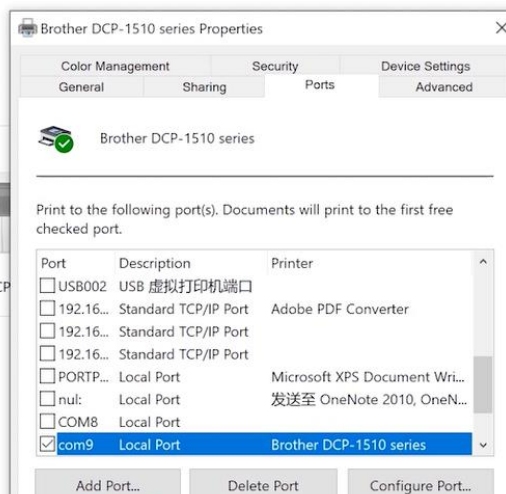 Brother DCP-1510 series Properties
Color Management Security Device Settings
General Sharing Ports Advanced
Brother DCP-1510 series
Print to the following port(s). Documents will print to the first free
checked port.
Port Description Printer
USB002 USB 虚拟打印机端口
192.16... Standard TCP/IP Port Adobe PDF Converter
192.16... Standard TCP/IP Port
192.16... Standard TCP/IP Port
PORTP... Local Port Microsoft XPS Document Wri...
nul: Local Port 发送至 OneNote 2010, OneN...
COM8 Local Port
com9 Local Port Brother DCP-1510 series
Add Port... Delete Port Configure Port...